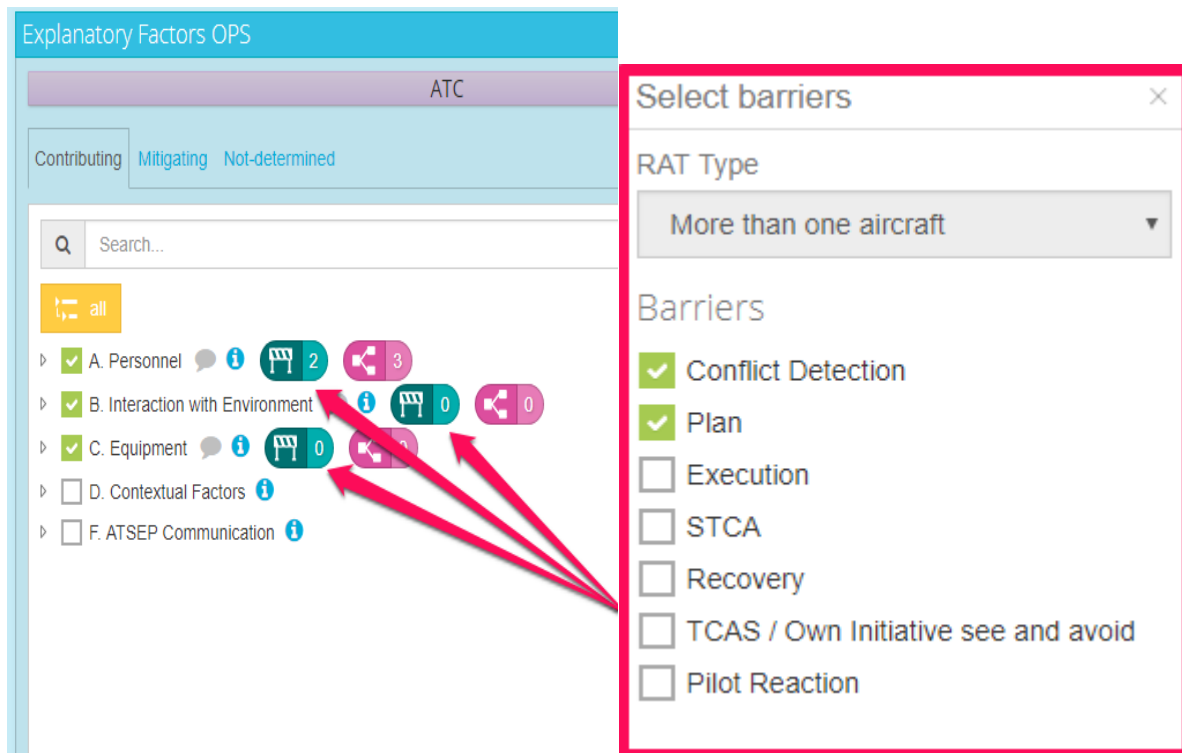 Explanatory Factors OPS
ATC
Contributing Mitigating Not-determined
Search...
all
A. Personnel 2 3
B. Interaction with Environment 0 0
C. Equipment 0
D. Contextual Factors
F. ATSEP Communication
Select barriers ×
RAT Type
More than one aircraft
Barriers
Conflict Detection
Plan
Execution
STCA
Recovery
TCAS / Own Initiative see and avoid
Pilot Reaction